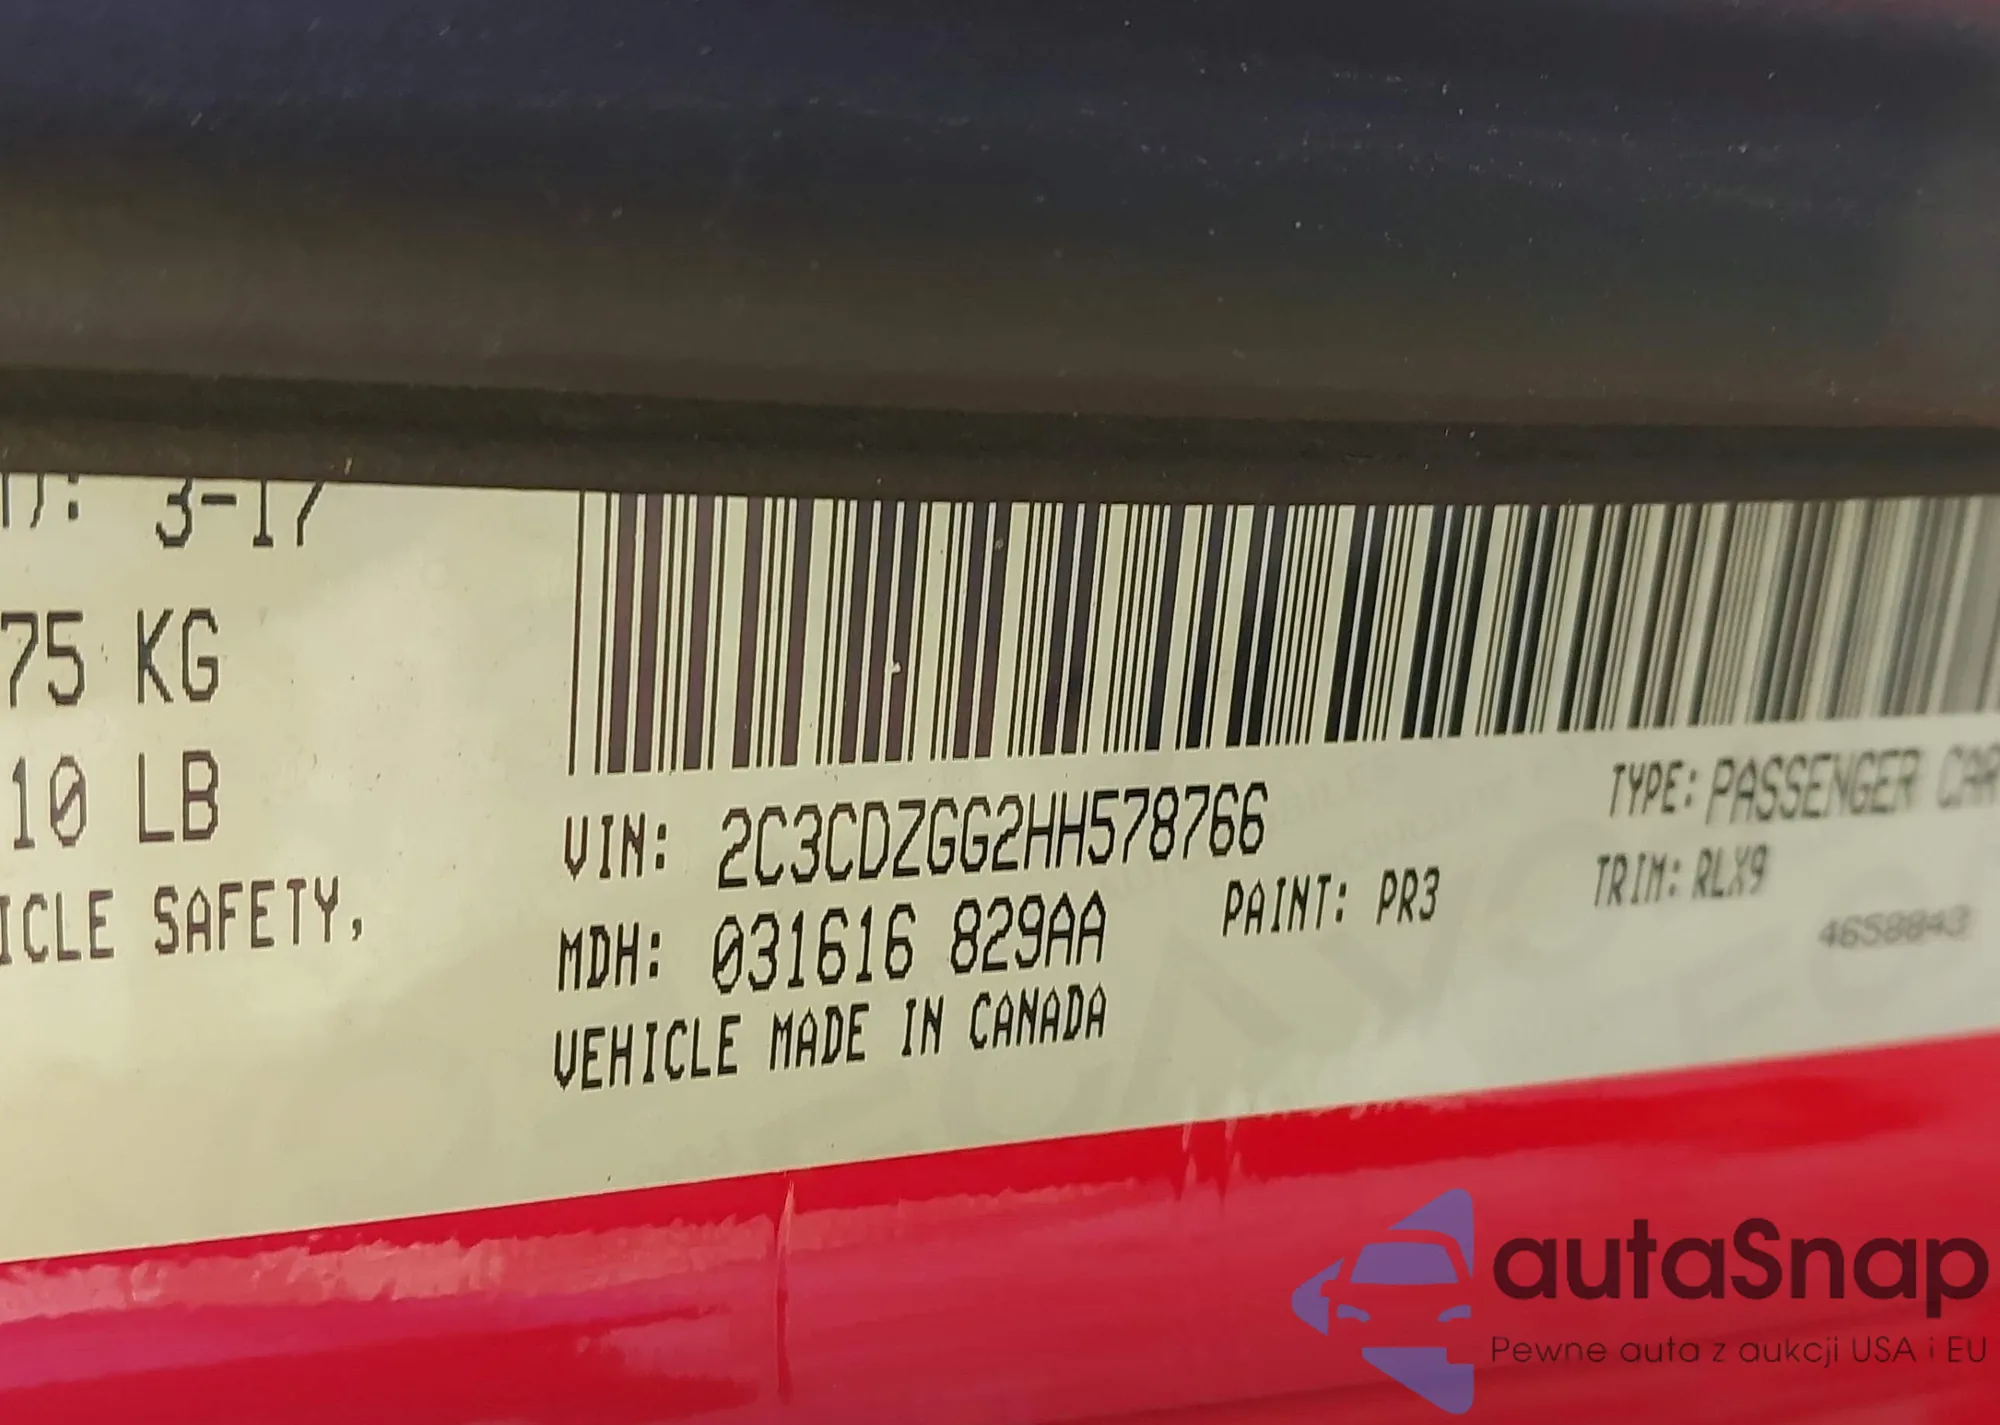 3-17
75 KG
10 LB
ICLE SAFETY,
VIN: 2C3CDZGG2HH578766
MDH: 031616 829AA
VEHICLE MADE IN CANADA
PAINT: PR3
TYPE: PASSENGER CAR
TRIM: RLX9
4658843
autaSnap
Pewne auta z aukcji USA i EU